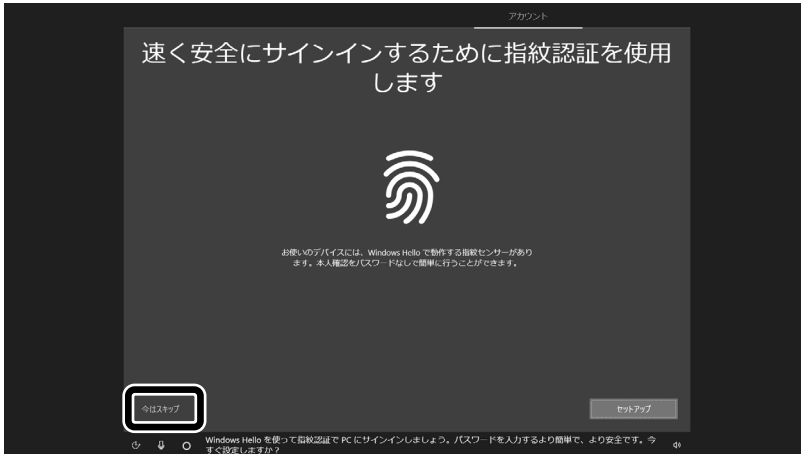 アカウント
速く安全にサインインするために指紋認証を使用
します
お使いのデバイスには、Windows Hello で動作する指紋センサーがあり
ます。本人確認をパスワードなしで簡単に行うことができます。
今はスキップ
セットアップ
Windows Hello を使って指紋認証で PC にサインインしましょう。パスワードを入力するより簡単で、より安全です。今
すぐ設定しますか?